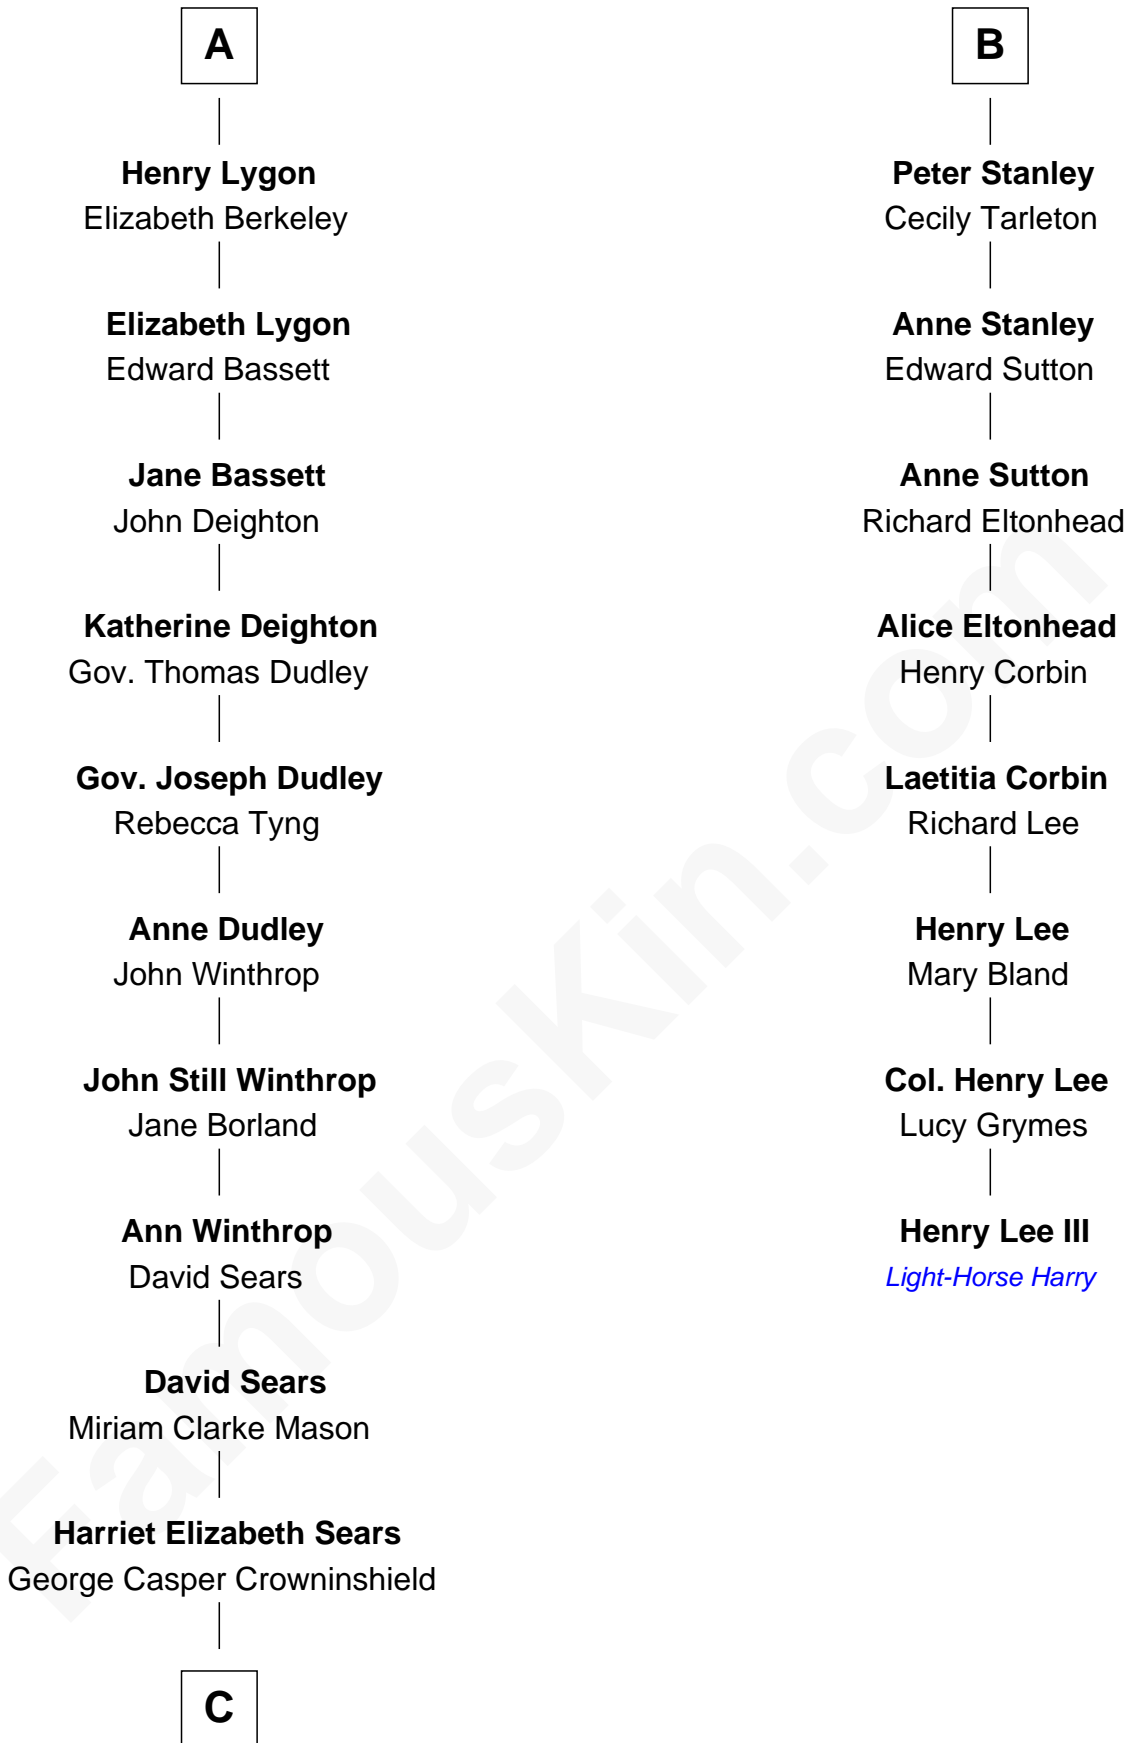 A
Henry Lygon
Elizabeth Berkeley
Elizabeth Lygon
Edward Bassett
Jane Bassett
John Deighton
Katherine Deighton
Gov. Thomas Dudley
Gov. Joseph Dudley
Rebecca Tyng
Anne Dudley
John Winthrop
John Still Winthrop
Jane Borland
Ann Winthrop
David Sears
David Sears
Miriam Clarke Mason
Harriet Elizabeth Sears
George Casper Crowninshield
C
B
Peter Stanley
Cecily Tarleton
Anne Stanley
Edward Sutton
Anne Sutton
Richard Eltonhead
Alice Eltonhead
Henry Corbin
Laetitia Corbin
Richard Lee
Henry Lee
Mary Bland
Col. Henry Lee
Lucy Grymes
Henry Lee III
Light-Horse Harry
FamousKin.com